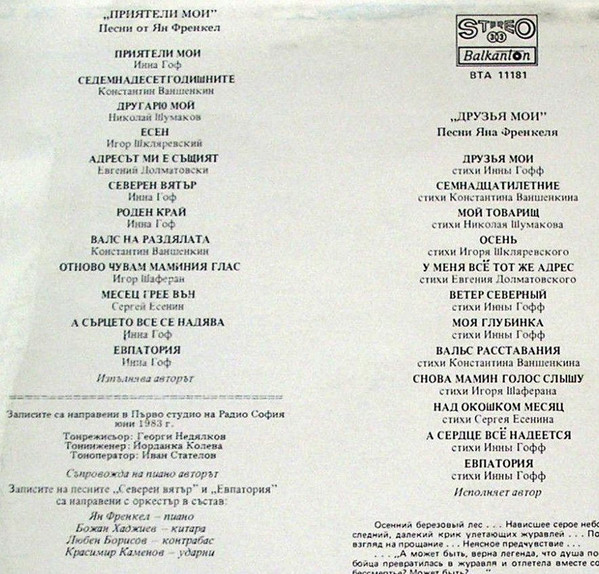 „ПРИЯТЕЛИ МОИ"
Песни от Ян Френкел
ПРИЯТЕЛИ МОИ
Инна Гоф
СЕДЕМНАДЕСЕТГОДИШНИТЕ
Константин Ваншенкин
ДРУГАРЮ МОЙ
Николай Шумаков
ЕСЕН
Игор Шкляревский
АДРЕСЪТ МИ Е СЪЩИЯТ
Евгений Долматовски
СЕВЕРЕН ВЯТЪР
Инна Гоф
РОДЕН КРАЙ
Инна Гоф
ВАЛС НА РАЗДЯЛАТА
Константин Ваншенкин
ОТНОВО ЧУВАМ МАМИНИЯ ГЛАС
Игор Шаферан
МЕСЕЦ ГРЕЕ ВЪН
Сергей Есенин
А СЪРЦЕТО ВСЕ СЕ НАДЯВА
Инна Гоф
ЕВПАТОРИЯ
Инна Гоф
Изпълнява авторът
Записите са направени в Първо студио на Радио София
юни 1983 г.
Тонрежисьор: Георги Недялков
Тонинженер: Йорданка Колева
Тоноператор: Иван Стателов
Съпровожда на пиано авторът
Записите на песните „Северен вятър" и „Евпатория"
са направени с оркестър в състав:
Ян Френкел — пиано
Божан Хаджиев — китара
Любен Борисов — контрабас
Красимир Каменов — ударни
STEREO
33
Balkanton
ВТА 11181
„ДРУЗЬЯ МОИ"
Песни Яна Френкеля
ДРУЗЬЯ МОИ
стихи Инны Гофф
СЕМНАДЦАТИЛЕТНИЕ
стихи Константина Ваншенкина
МОЙ ТОВАРИЩ
стихи Николая Шумакова
ОСЕНЬ
стихи Игоря Шкляревского
У МЕНЯ ВСЁ ТОТ ЖЕ АДРЕС
стихи Евгения Долматовского
ВЕТЕР СЕВЕРНЫЙ
стихи Инны Гофф
МОЯ ГЛУБИНКА
стихи Инны Гофф
ВАЛЬС РАССТАВАНИЯ
стихи Константина Ваншенкина
СНОВА МАМИН ГОЛОС СЛЫШУ
стихи Игоря Шаферана
НАД ОКОШКОМ МЕСЯЦ
стихи Сергея Есенина
А СЕРДЦЕ ВСЁ НАДЕЕТСЯ
стихи Инны Гофф
ЕВПАТОРИЯ
стихи Инны Гофф
Исполняет автор
Осенний березовый лес . . . Нависшее серое небо
следний, далекий крик улетающих журавлей . . . По
взгляд на прощание . . . Неясное предчувствие . . .
. . . „А может быть, верна легенда, что душа по
бойца превратилась в журавля и отлетела вместе со
бессмертье? Может быть? . . ."